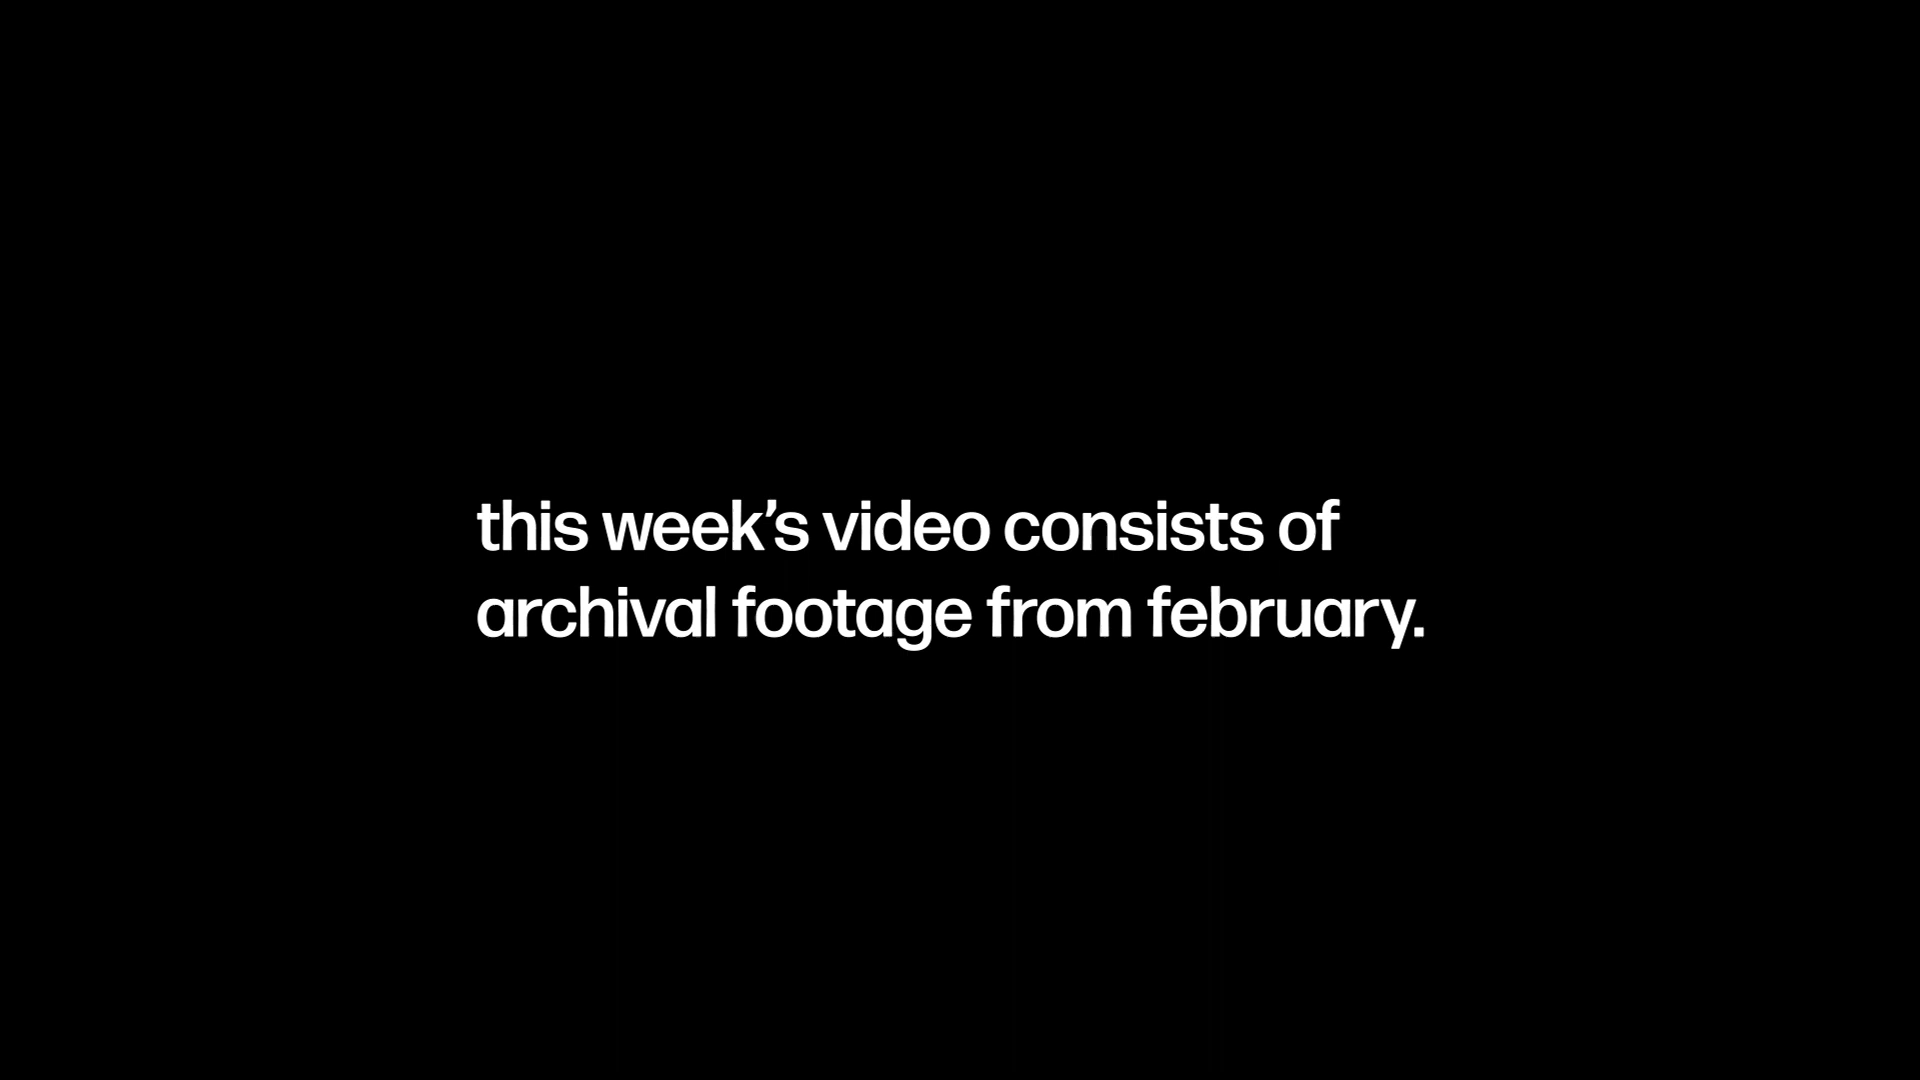 this week’s video consists of
archival footage from february.